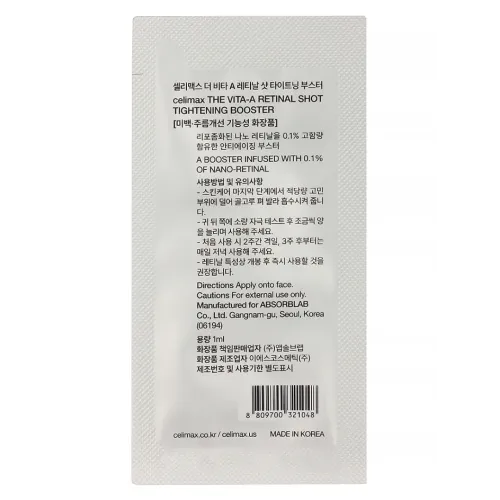 셀리맥스 더 비타 A 레티날 샷 타이트닝 부스터
celimax THE VITA-A RETINAL SHOT
TIGHTENING BOOSTER
[미백·주름개선 기능성 화장품]
리포좀화된 나노 레티날을 0.1% 고함량
함유한 안티에이징 부스터
A BOOSTER INFUSED WITH 0.1%
OF NANO-RETINAL
사용방법 및 유의사항
- 스킨케어 마지막 단계에서 적당량 고민
부위에 덜어 골고루 펴 발라 흡수시켜 줍니
다.
- 귀 뒤 쪽에 소량 자극 테스트 후 조금씩 양
을 늘리며 사용해 주세요.
- 처음 사용 시 2주간 격일, 3주 후부터는
매일 저녁 사용해 주세요.
- 레티날 특성상 개봉 후 즉시 사용할 것을
권장합니다.
Directions Apply onto face.
Cautions For external use only.
Manufactured for ABSORBLAB
Co., Ltd. Gangnam-gu, Seoul, Korea
(06194)
용량 1ml
화장품 책임판매업자 (주)앱솔브랩
화장품 제조업자 이에스코스메틱(주)
제조번호 및 사용기한 별도표시
8 809700 321048
celimax.co.kr / celimax.us MADE IN KOREA